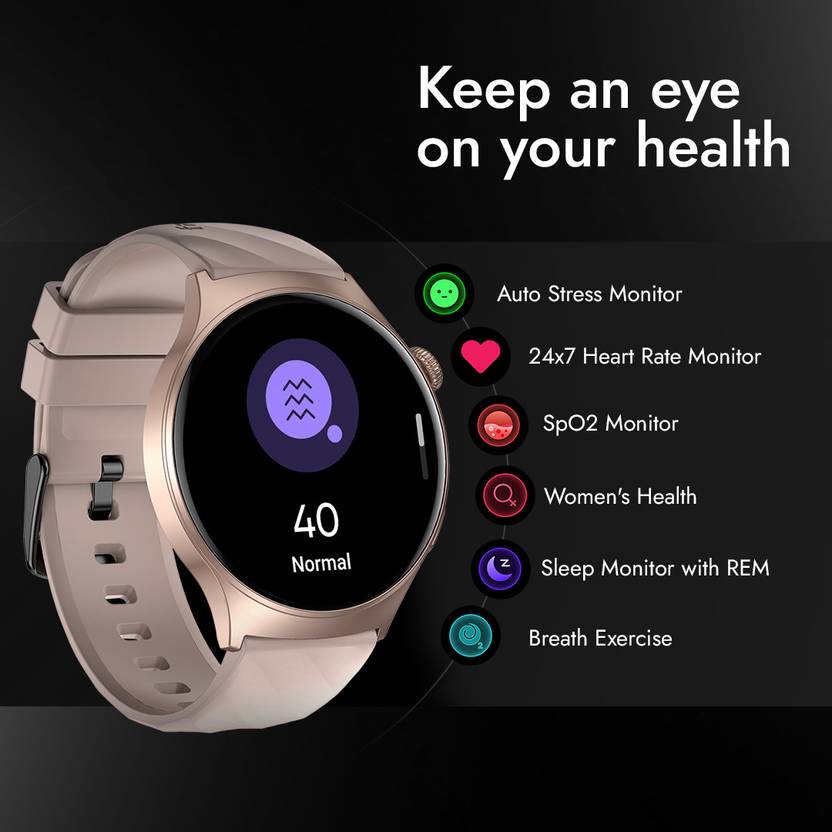 Keep an eye
on your health
Auto Stress Monitor
24x7 Heart Rate Monitor
SpO2 Monitor
Women's Health
Sleep Monitor with REM
Breath Exercise
2
40
Normal